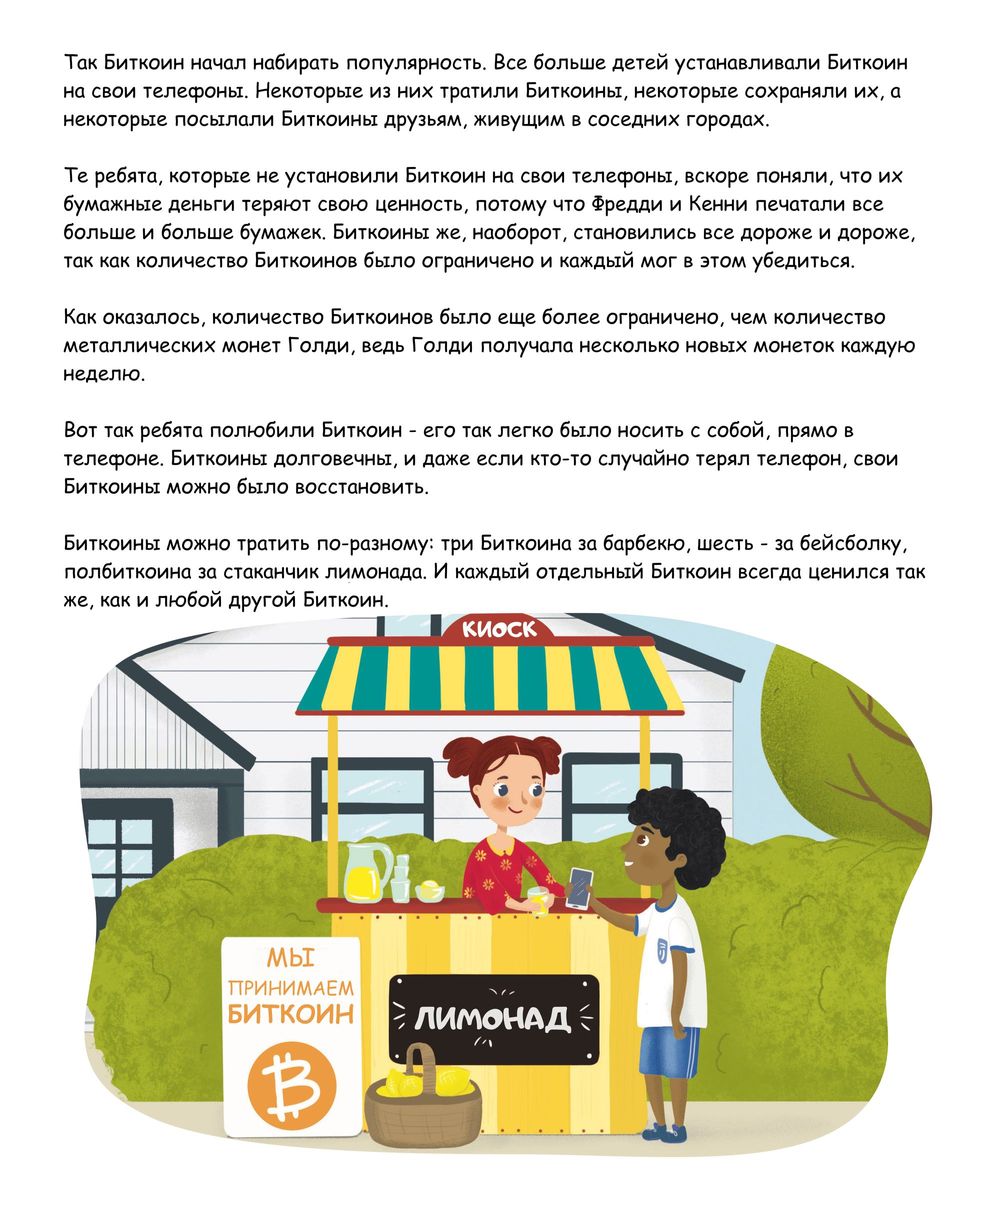 Так Биткоин начал набирать популярность. Все больше детей устанавливали Биткоин
на свои телефоны. Некоторые из них тратили Биткоины, некоторые сохраняли их, а
некоторые посылали Биткоины друзьям, живущим в соседних городах.
Те ребята, которые не установили Биткоин на свои телефоны, вскоре поняли, что их
бумажные деньги теряют свою ценность, потому что Фредди и Кенни печатали все
больше и больше бумажек. Биткоины же, наоборот, становились все дороже и дороже,
так как количество Биткоинов было ограничено и каждый мог в этом убедиться.
Как оказалось, количество Биткоинов было еще более ограничено, чем количество
металлических монет Голди, ведь Голди получала несколько новых монеток каждую
неделю.
Вот так ребята полюбили Биткоин - его так легко было носить с собой, прямо в
телефоне. Биткоины долговечны, и даже если кто-то случайно терял телефон, свои
Биткоины можно было восстановить.
Биткоины можно тратить по-разному: три Биткоина за барбекю, шесть - за бейсболку,
полбиткоина за стаканчик лимонада. И каждый отдельный Биткоин всегда ценился так
же, как и любой другой Биткоин.
КИОСК
МЫ
ПРИНИМАЕМ
БИТКОИН
ЛИМОНАД